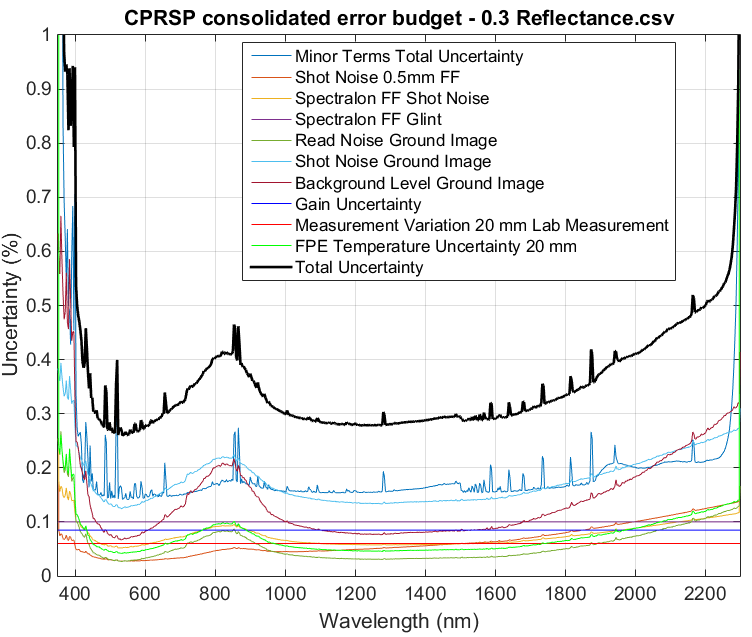 CPRSP consolidated error budget - 0.3 Reflectance.csv
1
0.9
0.8
0.7
0.6
0.5
0.4
0.3
0.2
0.1
0
Uncertainty (%)
Minor Terms Total Uncertainty
Shot Noise 0.5mm FF
Spectralon FF Shot Noise
Spectralon FF Glint
Read Noise Ground Image
Shot Noise Ground Image
Background Level Ground Image
Gain Uncertainty
Measurement Variation 20 mm Lab Measurement
FPE Temperature Uncertainty 20 mm
Total Uncertainty
400 600 800 1000 1200 1400 1600 1800 2000 2200
Wavelength (nm)